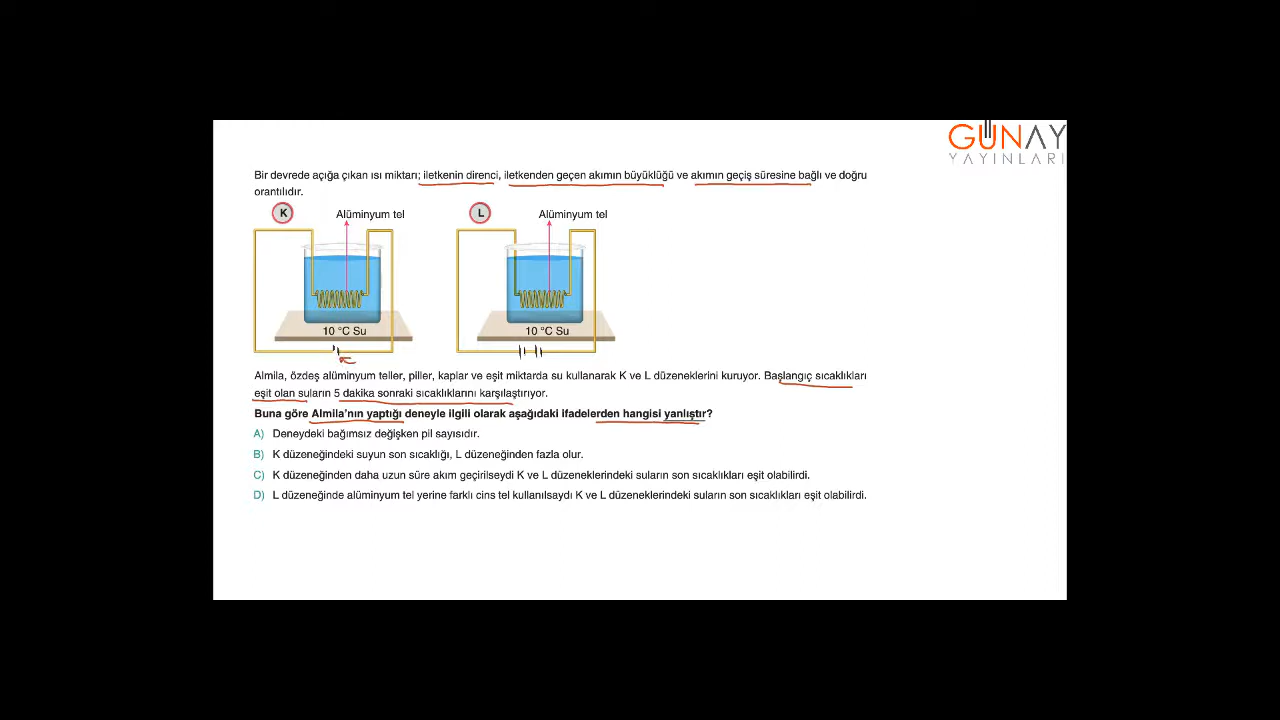 GÜNAY
YAYINLARI
Bir devrede açığa çıkan ısı miktarı; iletkenin direnci, iletkenden geçen akımın büyüklüğü ve akımın geçiş süresine bağlı ve doğru
orantılıdır.
K Alüminyum tel L Alüminyum tel
10 °C Su 10 °C Su
Almila, özdeş alüminyum teller, piller, kaplar ve eşit miktarda su kullanarak K ve L düzeneklerini kuruyor. Başlangıç sıcaklıkları
eşit olan suların 5 dakika sonraki sıcaklıklarını karşılaştırıyor.
Buna göre Almila'nın yaptığı deneyle ilgili olarak aşağıdaki ifadelerden hangisi yanlıştır?
A) Deneydeki bağımsız değişken pil sayısıdır.
B) K düzeneğindeki suyun son sıcaklığı, L düzeneğinden fazla olur.
C) K düzeneğinden daha uzun süre akım geçirilseydi K ve L düzeneklerindeki suların son sıcaklıkları eşit olabilirdi.
D) L düzeneğinde alüminyum tel yerine farklı cins tel kullanılsaydı K ve L düzeneklerindeki suların son sıcaklıkları eşit olabilirdi.